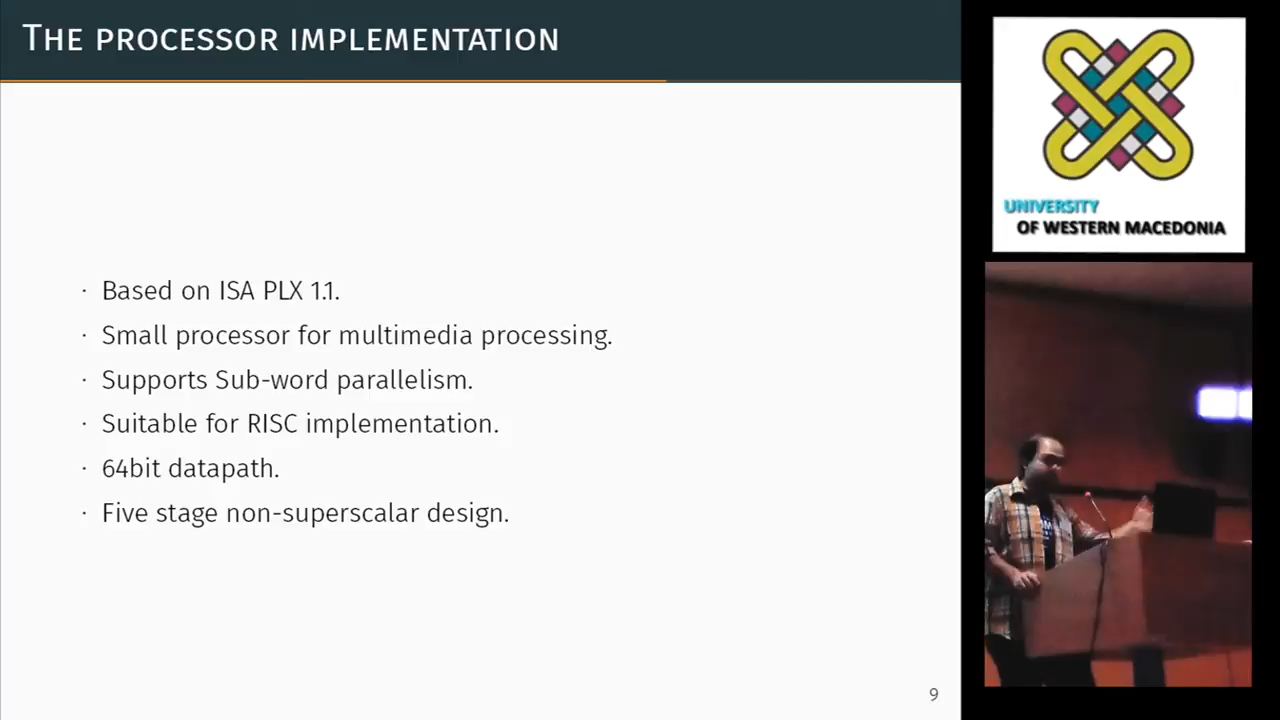 THE PROCESSOR IMPLEMENTATION
· Based on ISA PLX 1.1.
· Small processor for multimedia processing.
· Supports Sub-word parallelism.
· Suitable for RISC implementation.
· 64bit datapath.
· Five stage non-superscalar design.
9
UNIVERSITY
OF WESTERN MACEDONIA